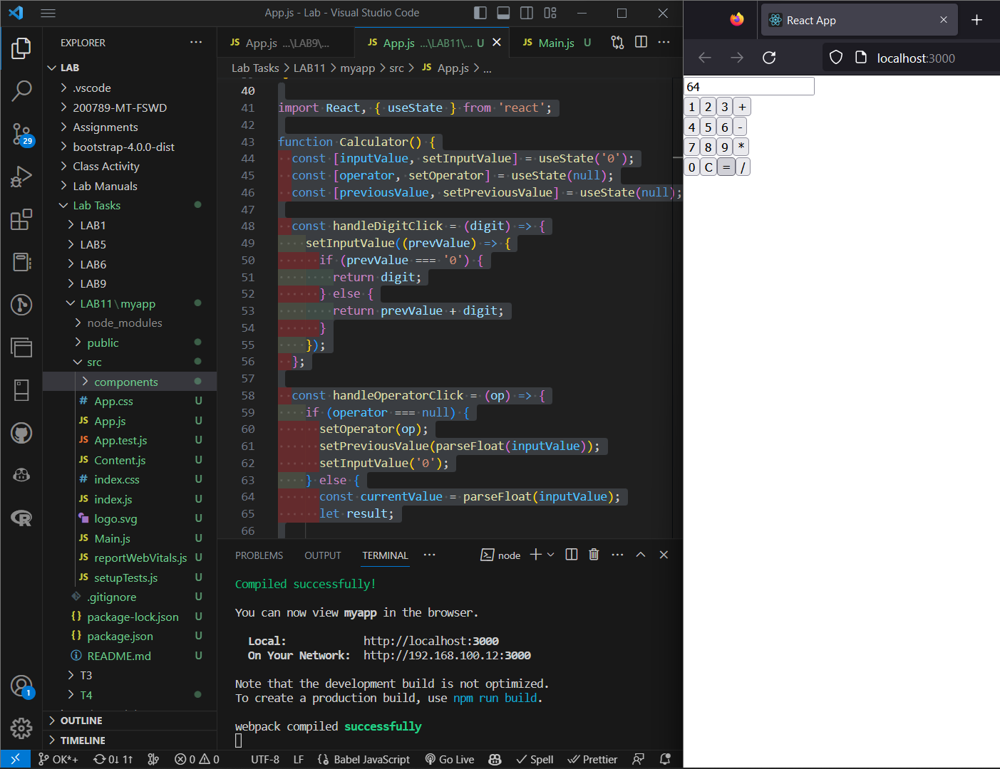 App.js - Lab - Visual Studio Code
EXPLORER
LAB
.vscode
200789-MT-FSWD
Assignments
bootstrap-4.0.0-dist
Class Activity
Lab Manuals
Lab Tasks
LAB1
LAB5
LAB6
LAB9
LAB11\myapp
node_modules
public
src
components
# App.css U
JS App.js U
JS App.test.js U
JS Content.js U
# index.css U
JS index.js U
logo.svg U
JS Main.js U
JS reportWebVitals.js U
JS setupTests.js U
.gitignore U
{} package-lock.json U
{} package.json U
README.md U
T3
T4
OUTLINE
TIMELINE
29
1
JS App.js ...\LAB9\...
JS App.js ...\LAB11\... U
JS Main.js U
Lab Tasks > LAB11 > myapp > src > JS App.js > ...
40
41 import React, { useState } from 'react';
42
43 function Calculator() {
44 const [inputValue, setInputValue] = useState('0');
45 const [operator, setOperator] = useState(null);
46 const [previousValue, setPreviousValue] = useState(null);
47
48 const handleDigitClick = (digit) => {
49 setInputValue((prevValue) => {
50 if (prevValue === '0') {
51 return digit;
52 } else {
53 return prevValue + digit;
54 }
55 });
56 };
57
58 const handleOperatorClick = (op) => {
59 if (operator === null) {
60 setOperator(op);
61 setPreviousValue(parseFloat(inputValue));
62 setInputValue('0');
63 } else {
64 const currentValue = parseFloat(inputValue);
65 let result;
66
PROBLEMS OUTPUT TERMINAL ... node
Compiled successfully!
You can now view myapp in the browser.
Local: http://localhost:3000
On Your Network: http://192.168.100.12:3000
Note that the development build is not optimized.
To create a production build, use npm run build.
webpack compiled successfully
OK*+ 0↓ 1↑ 0 0 UTF-8 LF Babel JavaScript Go Live Spell Prettier
React App
localhost:3000
64
1 2 3 +
4 5 6 -
7 8 9 *
0 C = /